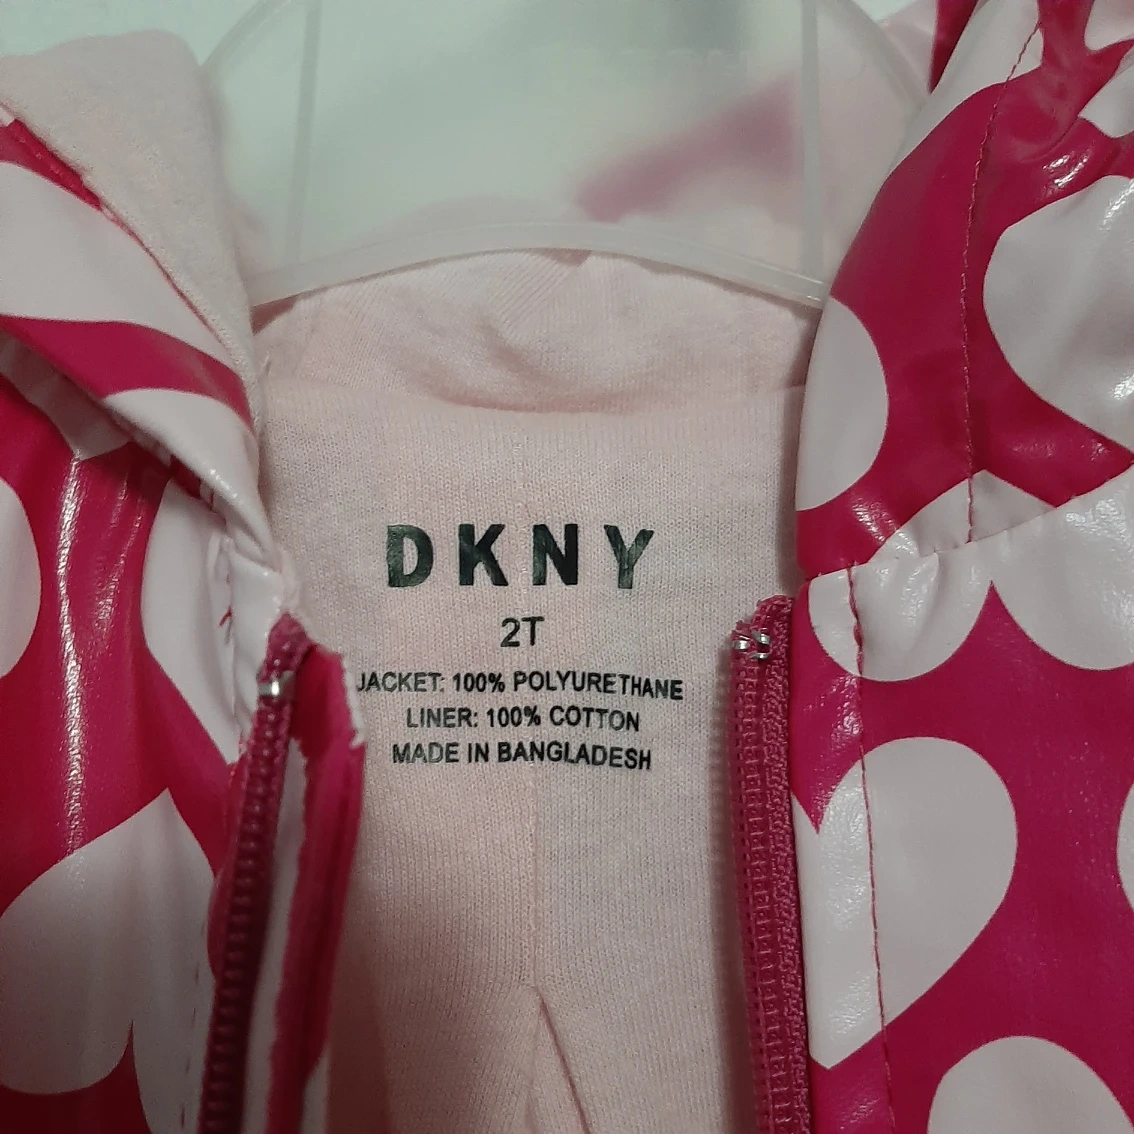 DKNY
2T
JACKET: 100% POLYURETHANE
LINER: 100% COTTON
MADE IN BANGLADESH